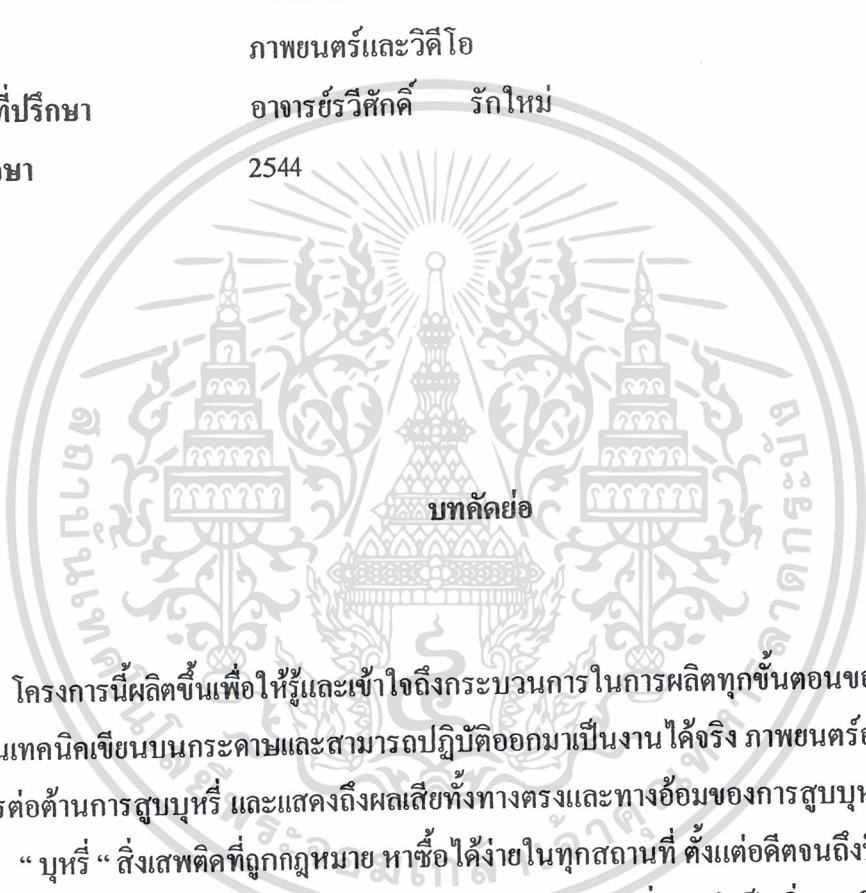 ภาพยนตร์และวิดีโอ
ที่ปรึกษา อาจารย์รวีศักดิ์ รักใหม่
2544
บทคัดย่อ
โครงการนี้ผลิตขึ้นเพื่อให้รู้และเข้าใจถึงกระบวนการในการผลิตทุกขั้นตอน
เทคนิคเขียนบนกระดาษและสามารถปฏิบัติออกมาเป็นงานได้จริง ภาพยนตร์
ต่อต้านการสูบบุหรี่ และแสดงถึงผลเสียทั้งทางตรงและทางอ้อมของการสูบ
“ บุหรี่ “ สิ่งเสพติดที่ถูกกฎหมาย หาซื้อได้ง่ายในทุกสถานที่ ตั้งแต่อดีตจนถึง